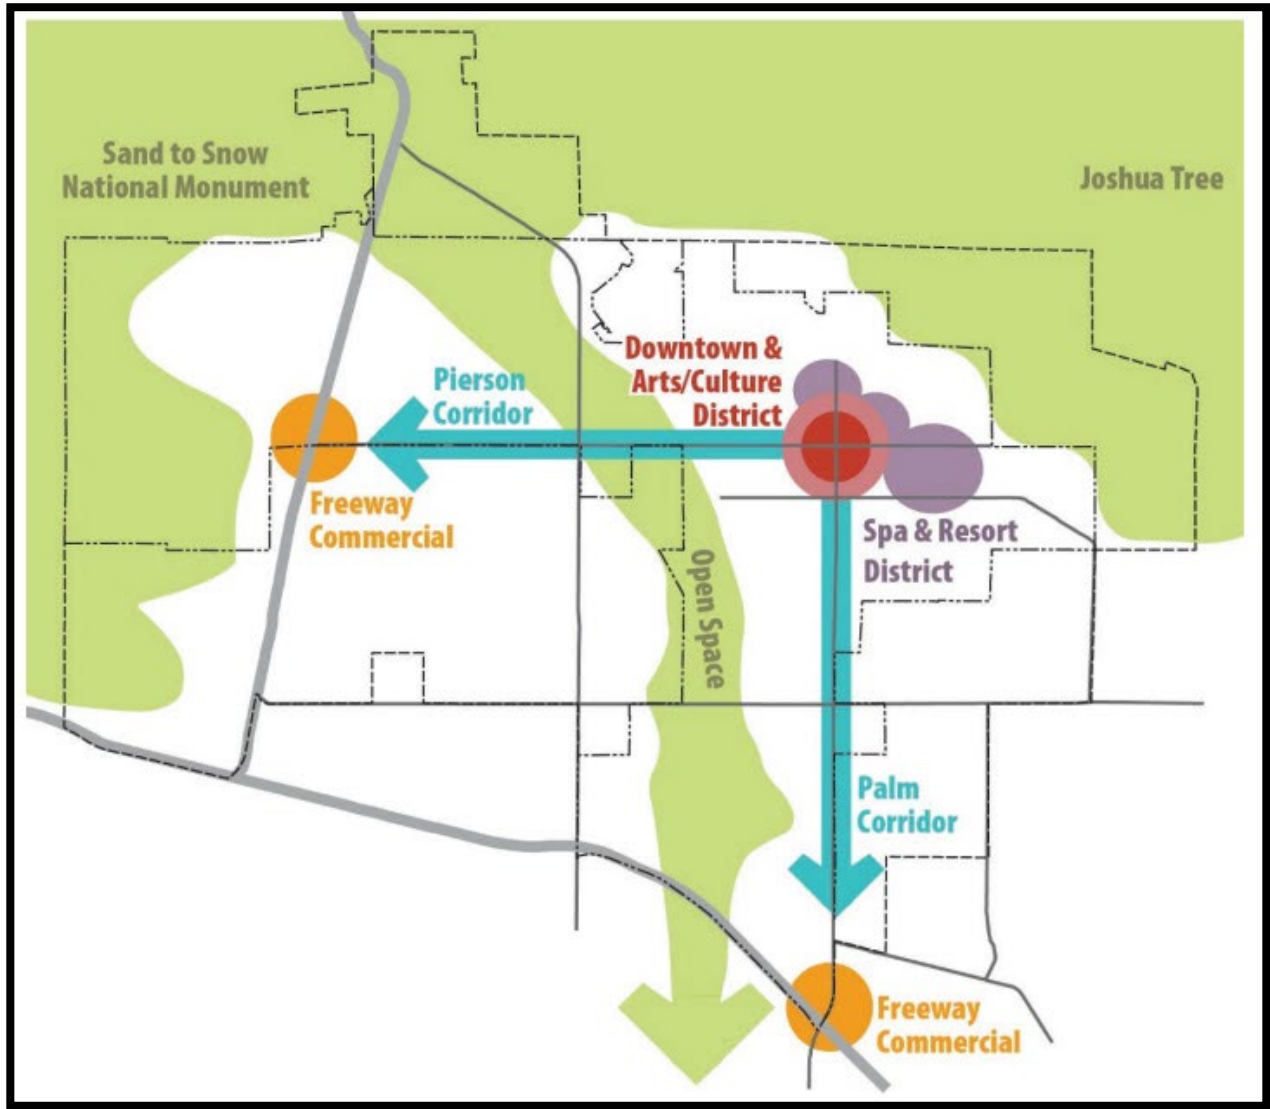 Sand to Snow
National Monument
Joshua Tree
Downtown &
Arts/Culture
District
Pierson
Corridor
Freeway
Commercial
Spa & Resort
District
Open Space
Palm
Corridor
Freeway
Commercial